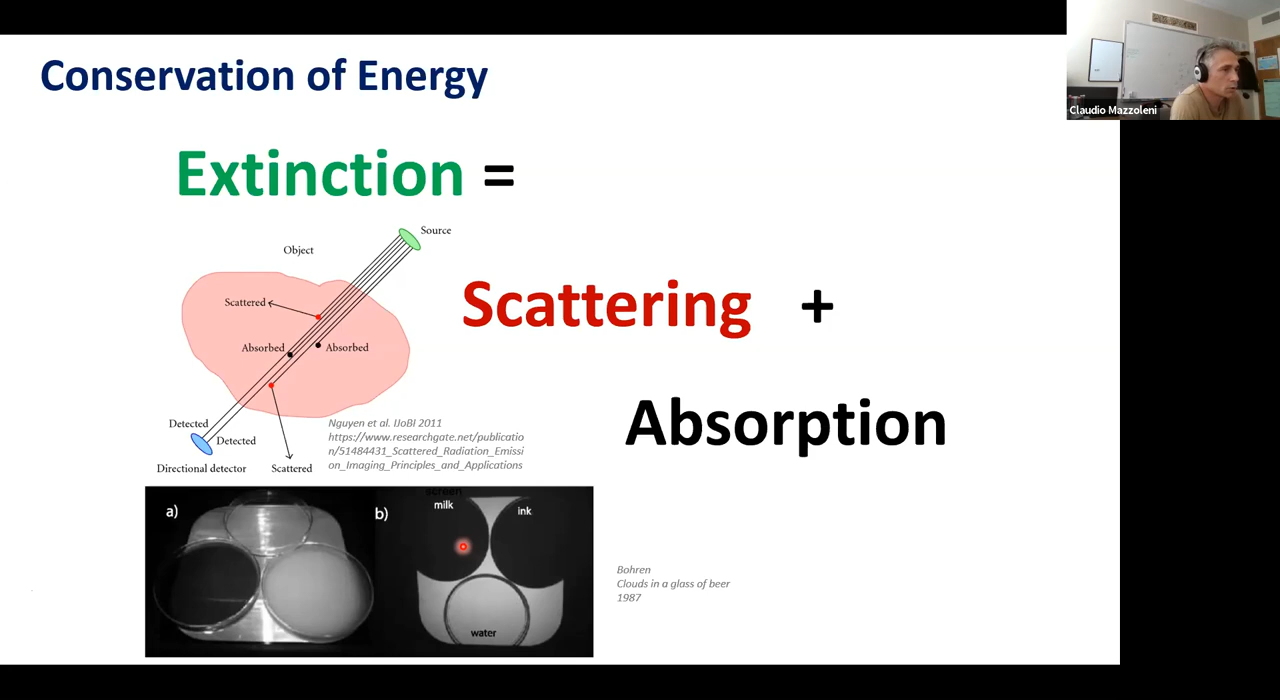 Conservation of Energy
Claudio Mazzoleni
Extinction =
Source
Object
Scattered
Absorbed
Absorbed
Scattering +
Absorption
Detected
Detected
Directional detector
Scattered
Nguyen et al. IJoBI 2011
https://www.researchgate.net/publicatio
n/51484431_Scattered_Radiation_Emissi
on_Imaging_Principles_and_Applications
a)
b)
screen
milk
ink
water
Bohren
Clouds in a glass of beer
1987